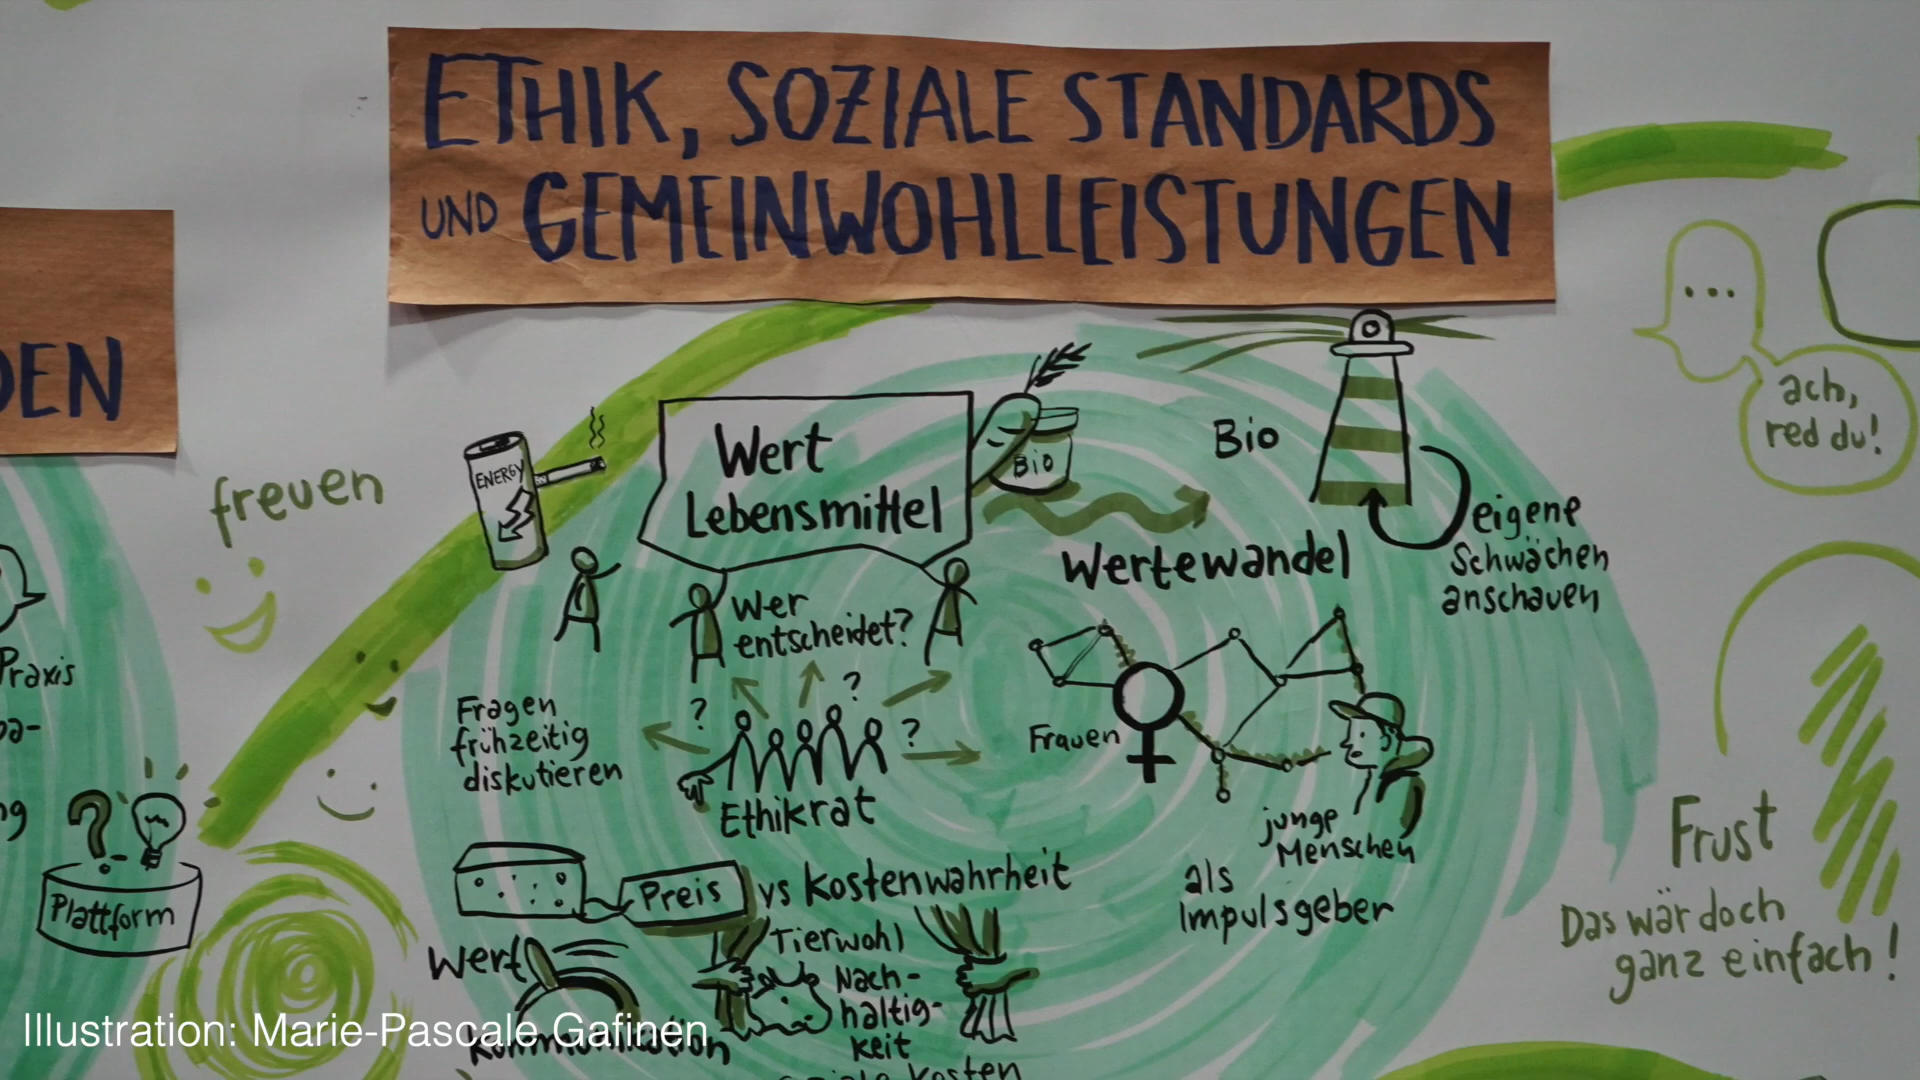 ETHIK, SOZIALE STANDARDS
UND GEMEINWOHLLEISTUNGEN
DEN
freuen
ENERGY
Wert
Lebensmittel
Bio
Bio
eigene
Schwächen
anschauen
Wertewandel
ach,
red du!
Wer
entscheidet?
?
?
?
Fragen
frühzeitig
diskutieren
Ethikrat
Frauen
junge
Menschen
als
Impulsgeber
Praxis
?
Plattform
Preis vs Kostenwahrheit
Tierwohl
Nach-
haltig-
keit
Kosten
Wert
Kommunikation
Frust
Das wär doch
ganz einfach!
Illustration: Marie-Pascale Gafinen